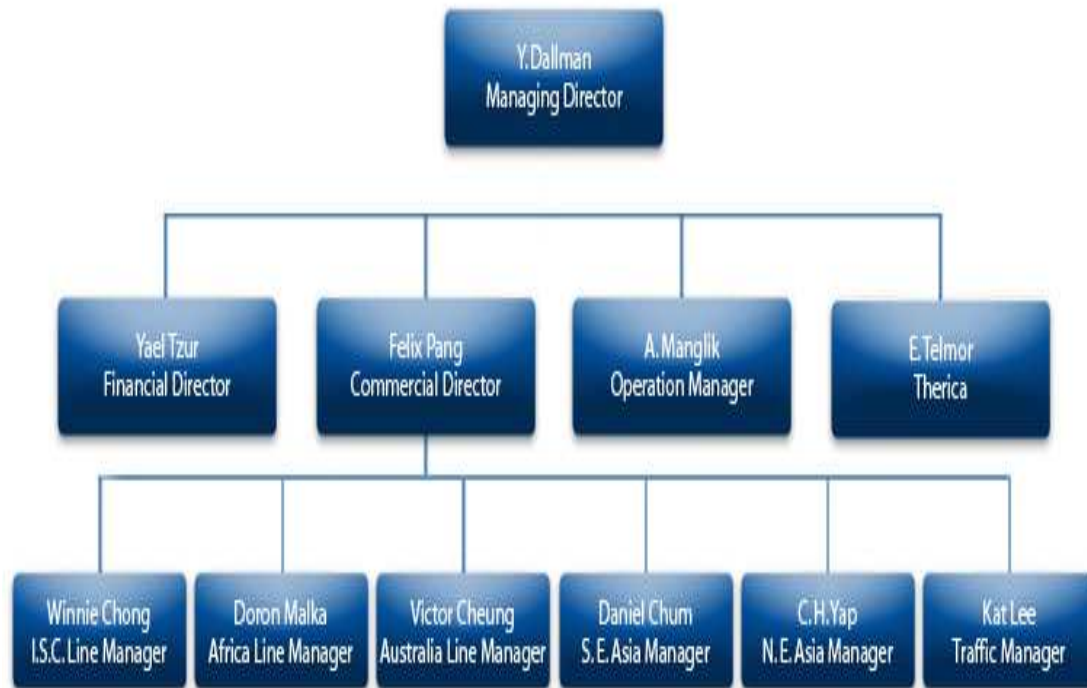 Y. Dallman
Managing Director
Yael Tzur
Financial Director
Felix Pang
Commercial Director
A. Manglik
Operation Manager
E. Telmor
Therica
Winnie Chong
I.S.C. Line Manager
Doron Malka
Africa Line Manager
Victor Cheung
Australia Line Manager
Daniel Chum
S. E. Asia Manager
C. H. Yap
N. E. Asia Manager
Kat Lee
Traffic Manager